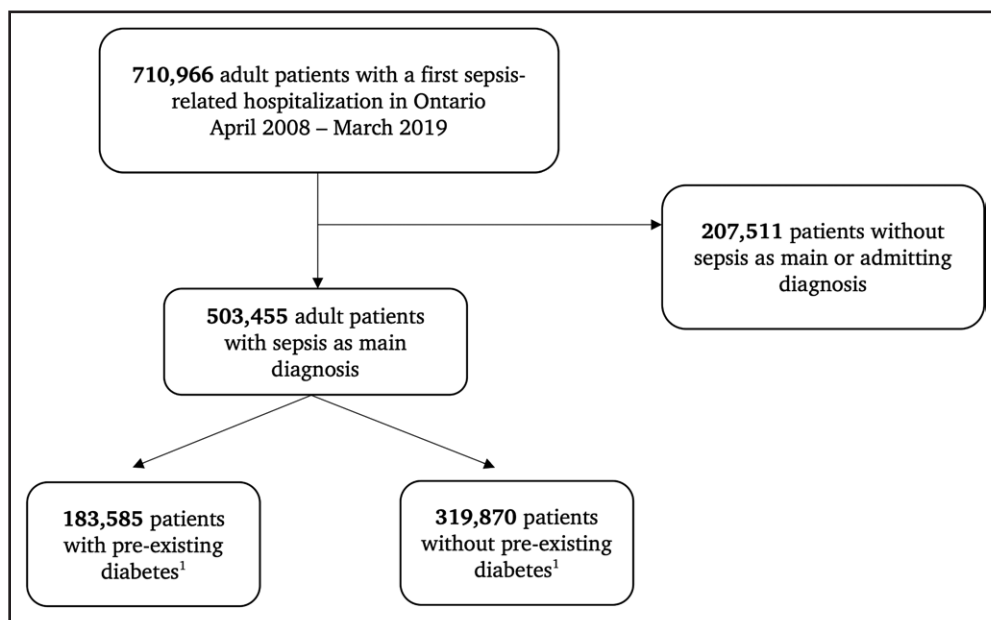 710,966 adult patients with a first sepsis-
related hospitalization in Ontario
April 2008 – March 2019
207,511 patients without
sepsis as main or admitting
diagnosis
503,455 adult patients
with sepsis as main
diagnosis
183,585 patients
with pre-existing
diabetes¹
319,870 patients
without pre-existing
diabetes¹